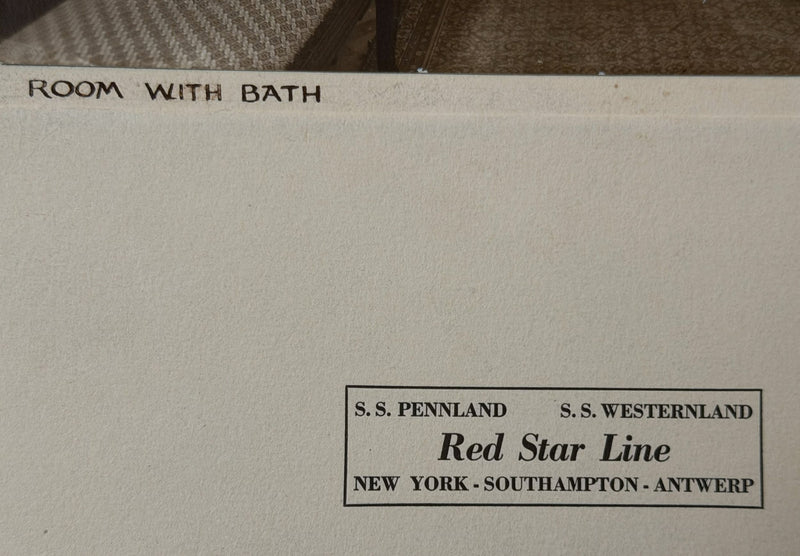 ROOM WITH BATH
S. S. PENNLAND S. S. WESTERNLAND
Red Star Line
NEW YORK - SOUTHAMPTON - ANTWERP